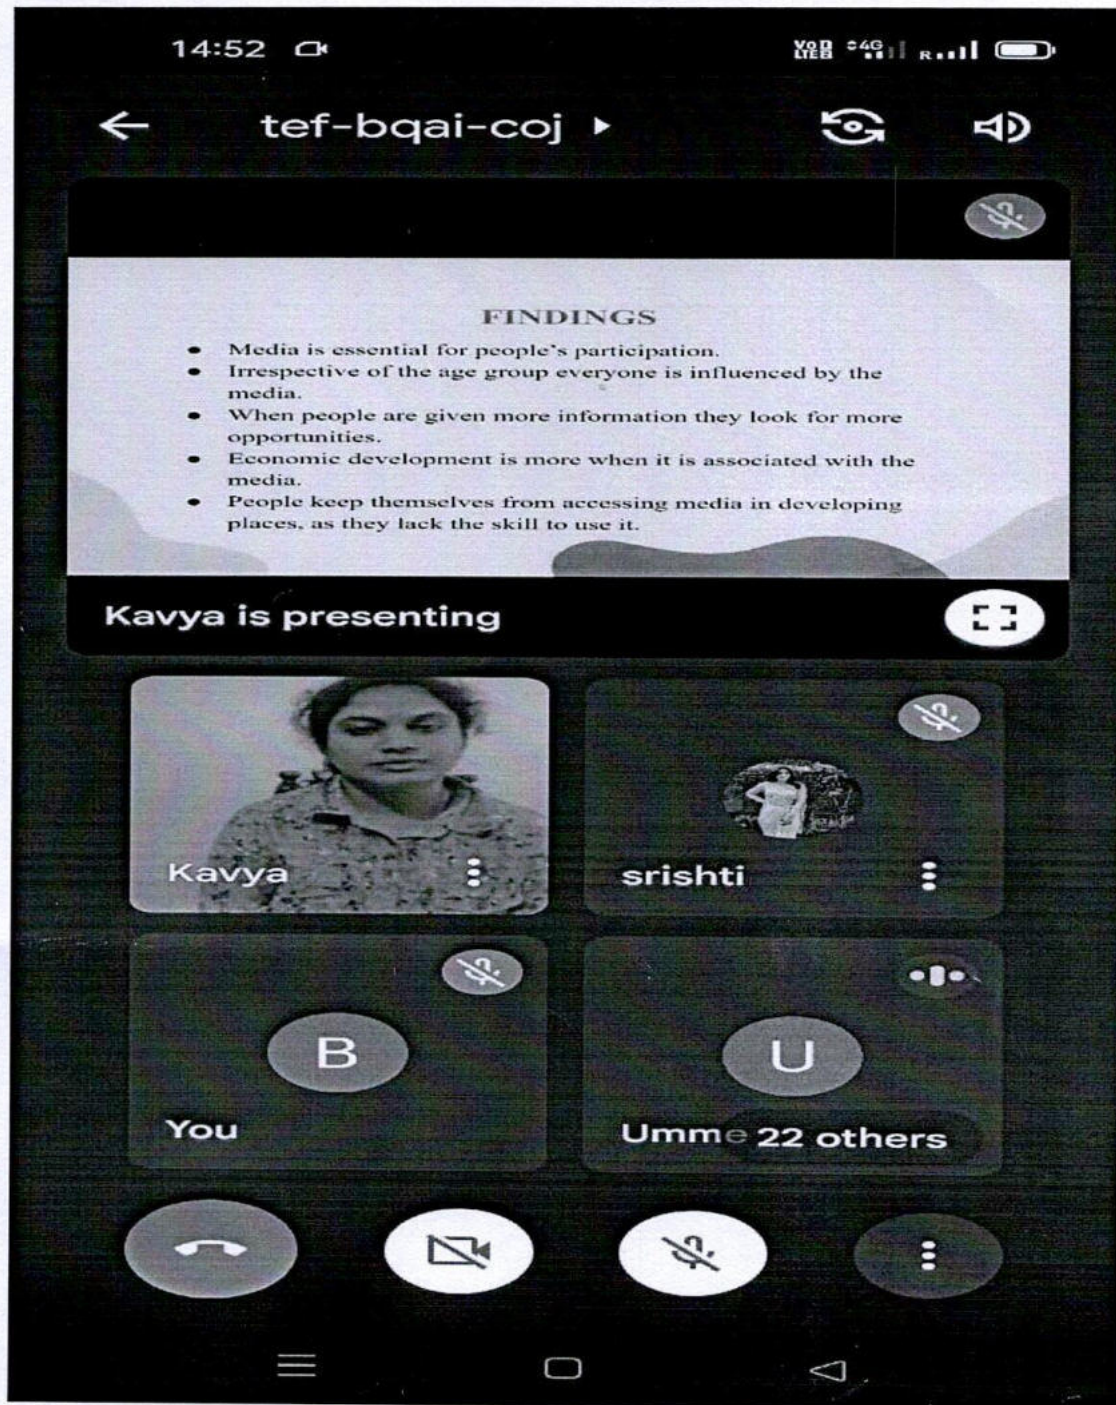 14:52
VoD LTE2 4G R
tef-bqai-coj
FINDINGS
• Media is essential for people's participation.
• Irrespective of the age group everyone is influenced by the
media.
• When people are given more information they look for more
opportunities.
• Economic development is more when it is associated with the
media.
• People keep themselves from accessing media in developing
places, as they lack the skill to use it.
Kavya is presenting
Kavya
srishti
B
U
You
Umme 22 others